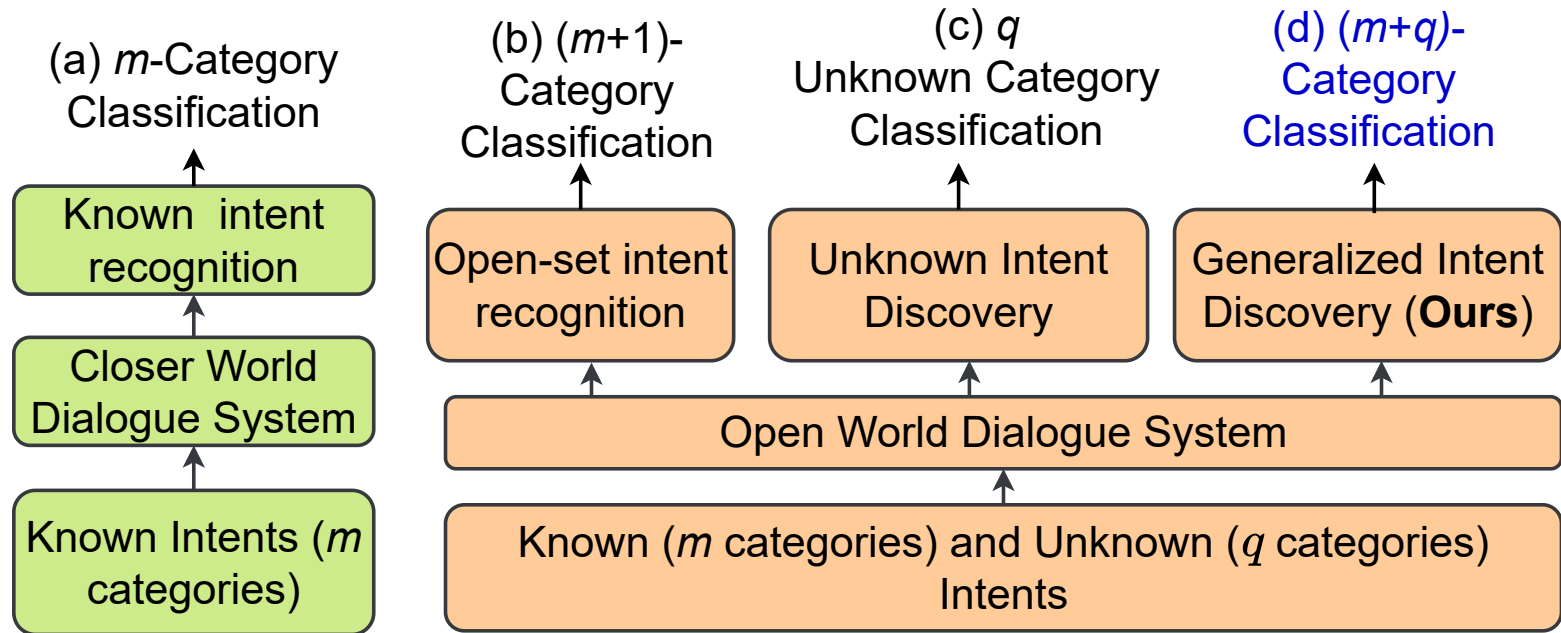 (a) m-Category
Classification
Known intent
recognition
Closer World
Dialogue System
Known Intents (m
categories)
(b) (m+1)-
Category
Classification
Open-set intent
recognition
(c) q
Unknown Category
Classification
Unknown Intent
Discovery
(d) (m+q)-
Category
Classification
Generalized Intent
Discovery (Ours)
Open World Dialogue System
Known (m categories) and Unknown (q categories)
Intents